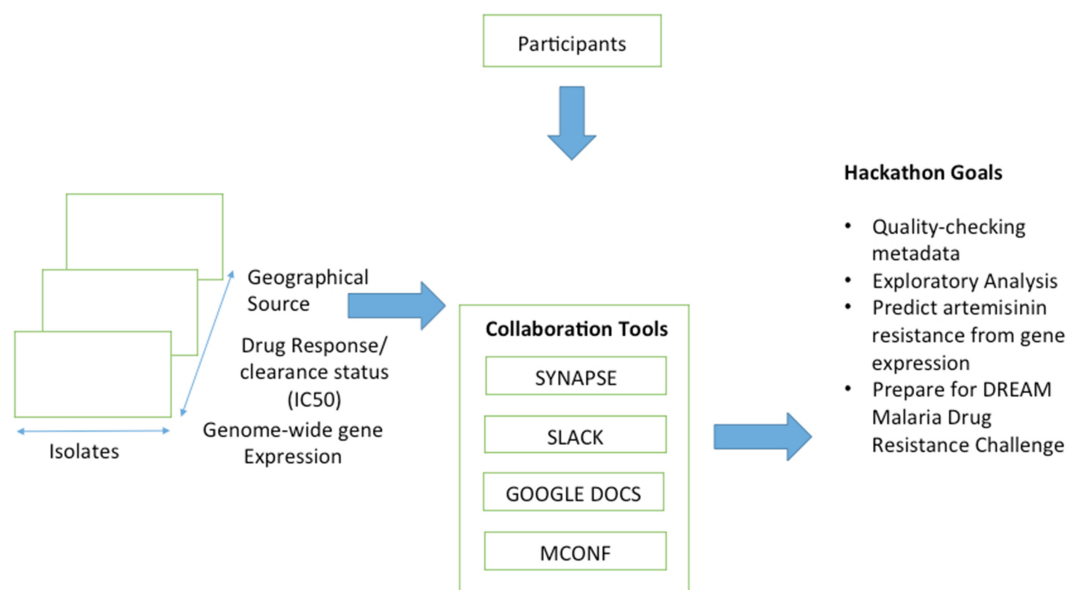 Participants
Geographical
Source
Drug Response/
clearance status
(IC50)
Genome-wide gene
Expression
Isolates
Collaboration Tools
SYNAPSE
SLACK
GOOGLE DOCS
MCONF
Hackathon Goals
• Quality-checking
metadata
• Exploratory Analysis
• Predict artemisinin
resistance from gene
expression
• Prepare for DREAM
Malaria Drug
Resistance Challenge